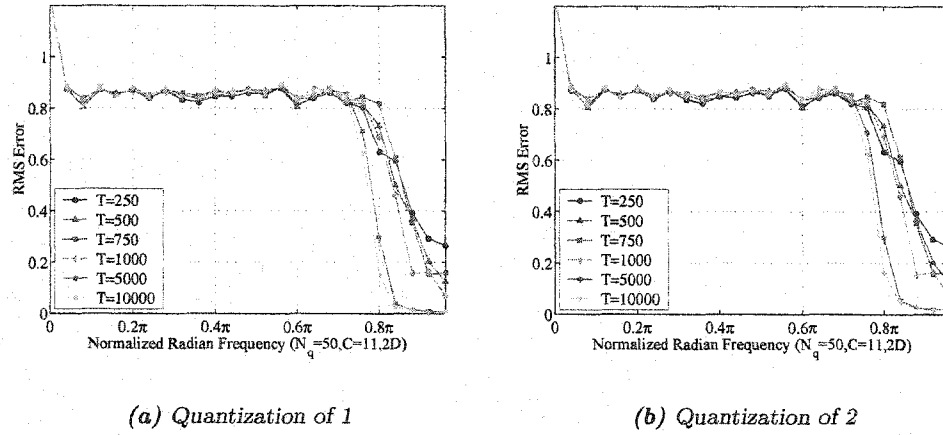 1
0.8
0.6
0.4
0.2
0
RMS Error
T=250
T=500
T=750
T=1000
T=5000
T=10000
0 0.2π 0.4π 0.6π 0.8π
Normalized Radian Frequency (N_q=50,C=11,2D)
(a) Quantization of 1
1
0.8
0.6
0.4
0.2
0
RMS Error
T=250
T=500
T=750
T=1000
T=5000
T=10000
0 0.2π 0.4π 0.6π 0.8π
Normalized Radian Frequency (N_q=50,C=11,2D)
(b) Quantization of 2